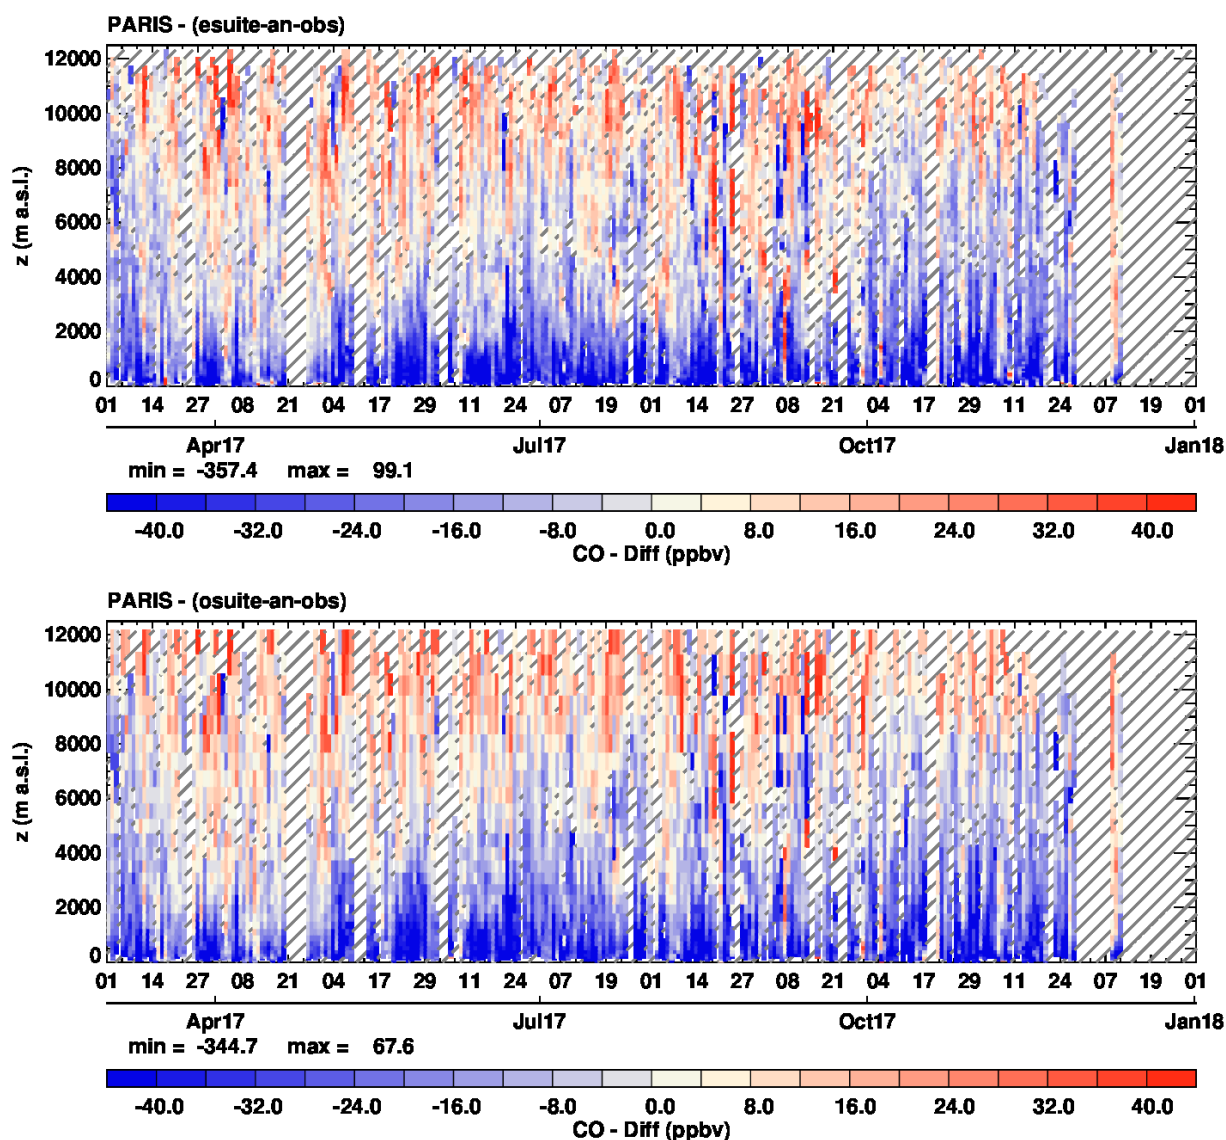 PARIS - (esuite-an-obs)
12000
10000
8000
6000
4000
2000
0
z (m a.s.l.)
01 14 27 08 21 04 17 29 11 24 07 19 01 14 27 08 21 04 17 29 11 24 07 19 01
Apr17 Jul17 Oct17 Jan18
min = -357.4 max = 99.1
-40.0 -32.0 -24.0 -16.0 -8.0 0.0 8.0 16.0 24.0 32.0 40.0
CO - Diff (ppbv)
PARIS - (osuite-an-obs)
12000
10000
8000
6000
4000
2000
0
z (m a.s.l.)
01 14 27 08 21 04 17 29 11 24 07 19 01 14 27 08 21 04 17 29 11 24 07 19 01
Apr17 Jul17 Oct17 Jan18
min = -344.7 max = 67.6
-40.0 -32.0 -24.0 -16.0 -8.0 0.0 8.0 16.0 24.0 32.0 40.0
CO - Diff (ppbv)